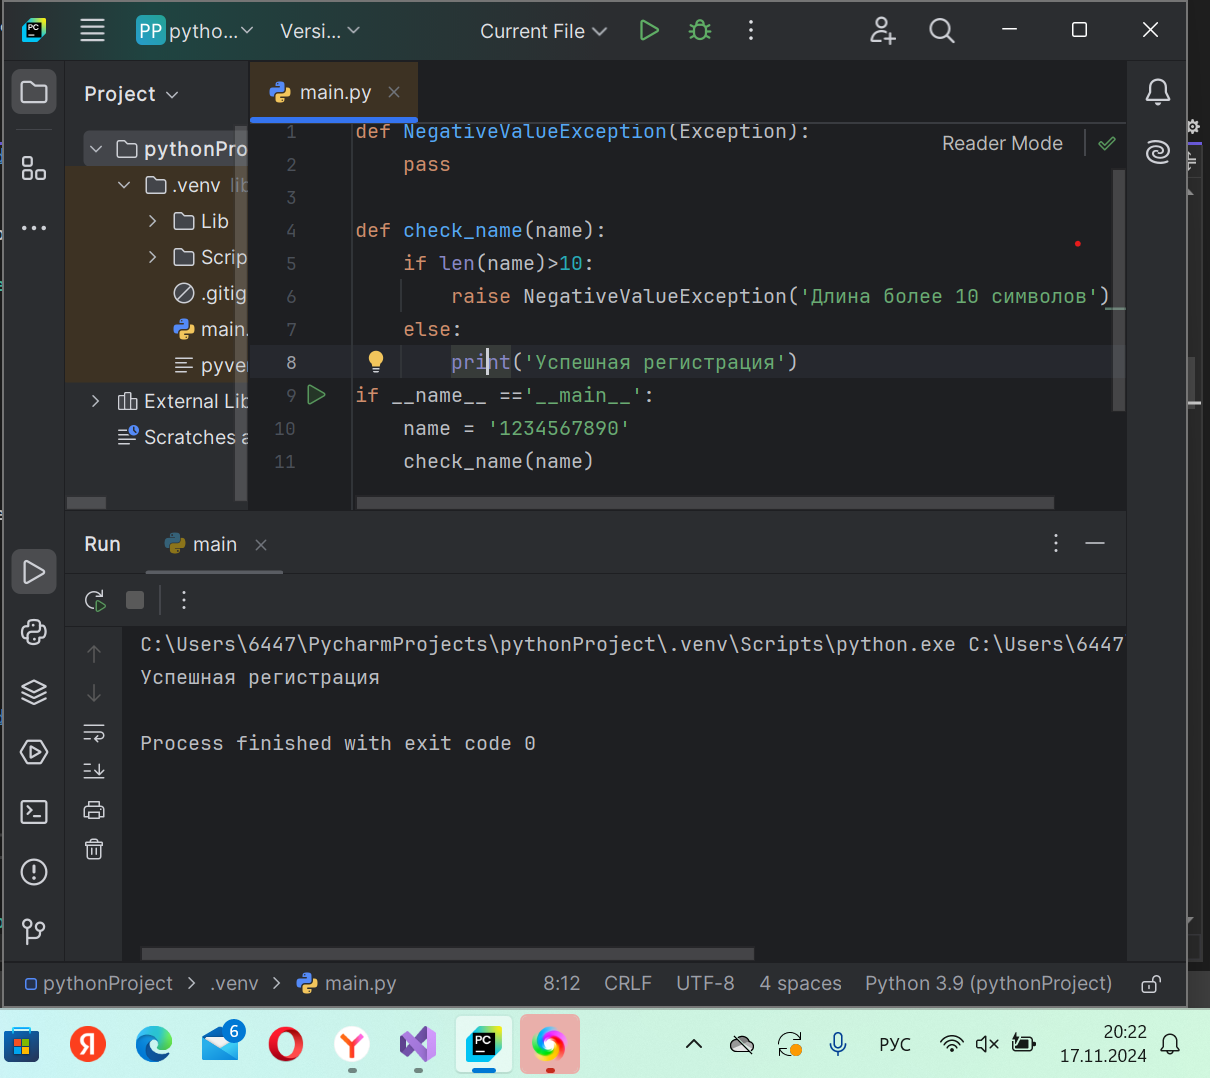 PC
PP pytho...
Versi...
Current File
Project
main.py
pythonPro
.venv lib
Lib
Scrip
.gitig
main.
pyve
External Lib
Scratches a
Reader Mode
1 def NegativeValueException(Exception):
2 pass
3
4 def check_name(name):
5 if len(name)>10:
6 raise NegativeValueException('Длина более 10 символов')
7 else:
8 print('Успешная регистрация')
9 if __name__ =='__main__':
10 name = '1234567890'
11 check_name(name)
Run main
C:\Users\6447\PycharmProjects\pythonProject\.venv\Scripts\python.exe C:\Users\6447
Успешная регистрация
Process finished with exit code 0
pythonProject > .venv > main.py 8:12 CRLF UTF-8 4 spaces Python 3.9 (pythonProject)
Я
6
PC
РУС
20:22
17.11.2024